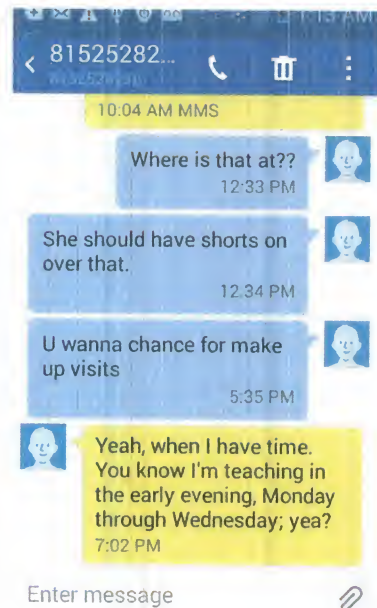 81525282...
10:04 AM MMS
Where is that at??
12:33 PM
She should have shorts on
over that.
12:34 PM
U wanna chance for make
up visits
5:35 PM
Yeah, when I have time.
You know I'm teaching in
the early evening, Monday
through Wednesday; yea?
7:02 PM
Enter message